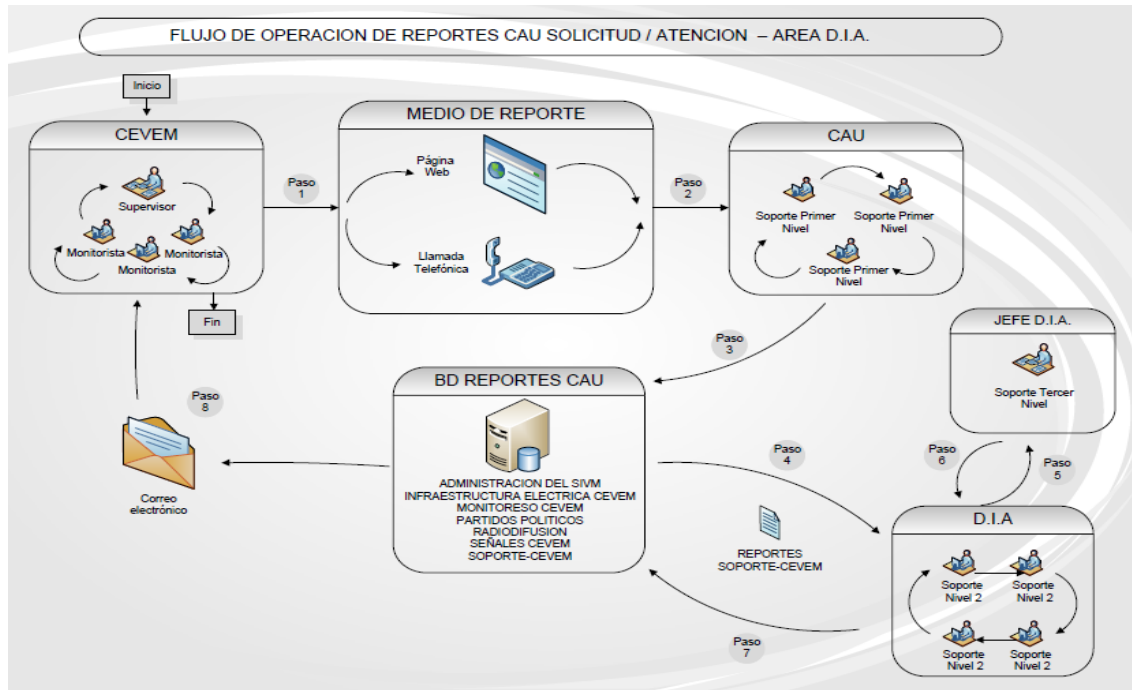 FLUJO DE OPERACION DE REPORTES CAU SOLICITUD / ATENCION – AREA D.I.A.
Inicio
CEVEM
Supervisor
Monitorista
Monitorista
Monitorista
Fin
Paso
1
MEDIO DE REPORTE
Página
Web
Llamada
Telefónica
Paso
2
CAU
Soporte Primer
Nivel
Soporte Primer
Nivel
Soporte Primer
Nivel
Paso
3
BD REPORTES CAU
ADMINISTRACION DEL SIVM
INFRAESTRUCTURA ELECTRICA CEVEM
MONITORESO CEVEM
PARTIDOS POLITICOS
RADIODIFUSION
SEÑALES CEVEM
SOPORTE-CEVEM
Paso
4
REPORTES
SOPORTE-CEVEM
JEFE D.I.A.
Soporte Tercer
Nivel
Paso
5
Paso
6
D.I.A
Soporte
Nivel 2
Soporte
Nivel 2
Soporte
Nivel 2
Soporte
Nivel 2
Paso
7
Paso
8
Correo
electrónico